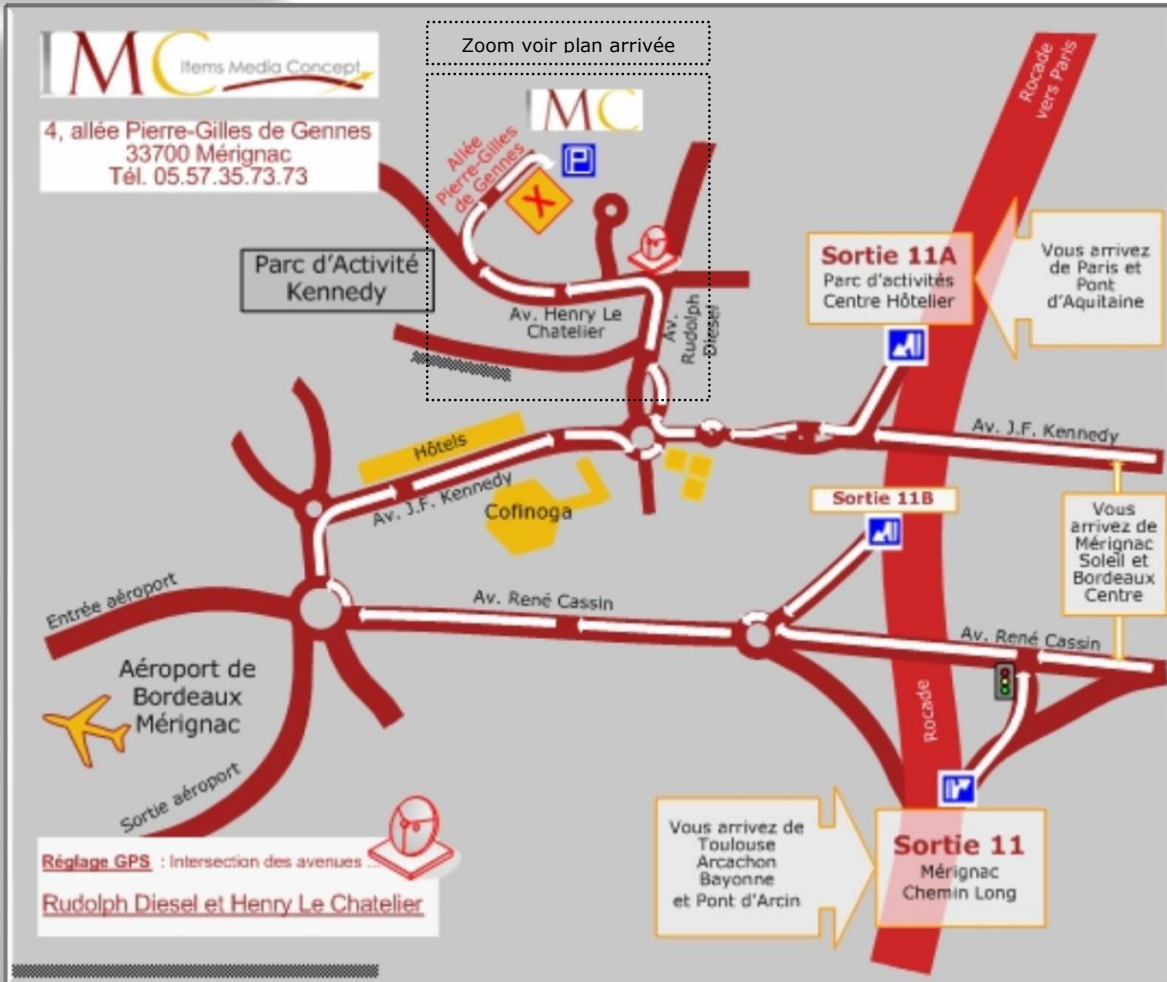 Zoom voir plan arrivée
IMC
Items Media Concept
4, allée Pierre-Gilles de Gennes
33700 Mérignac
Tél. 05.57.35.73.73
IMC
Allée
Pierre-Gilles
de Gennes
P
X
Rocade
vers Paris
Parc d'Activité
Kennedy
Av. Henry Le
Chatelier
Av.
Rudolph
Diesel
Sortie 11A
Parc d'activités
Centre Hôtelier
Vous arrivez
de Paris et
Pont
d'Aquitaine
Av. J.F. Kennedy
Hôtels
Av. J.F. Kennedy
Cofinoga
Sortie 11B
Vous
arrivez de
Mérignac
Soleil et
Bordeaux
Centre
Entrée aéroport
Av. René Cassin
Av. René Cassin
Aéroport de
Bordeaux
Mérignac
Rocade
Sortie aéroport
Vous arrivez de
Toulouse
Arcachon
Bayonne
et Pont d'Arcin
Sortie 11
Mérignac
Chemin Long
Réglage GPS : Intersection des avenues ...
Rudolph Diesel et Henry Le Chatelier